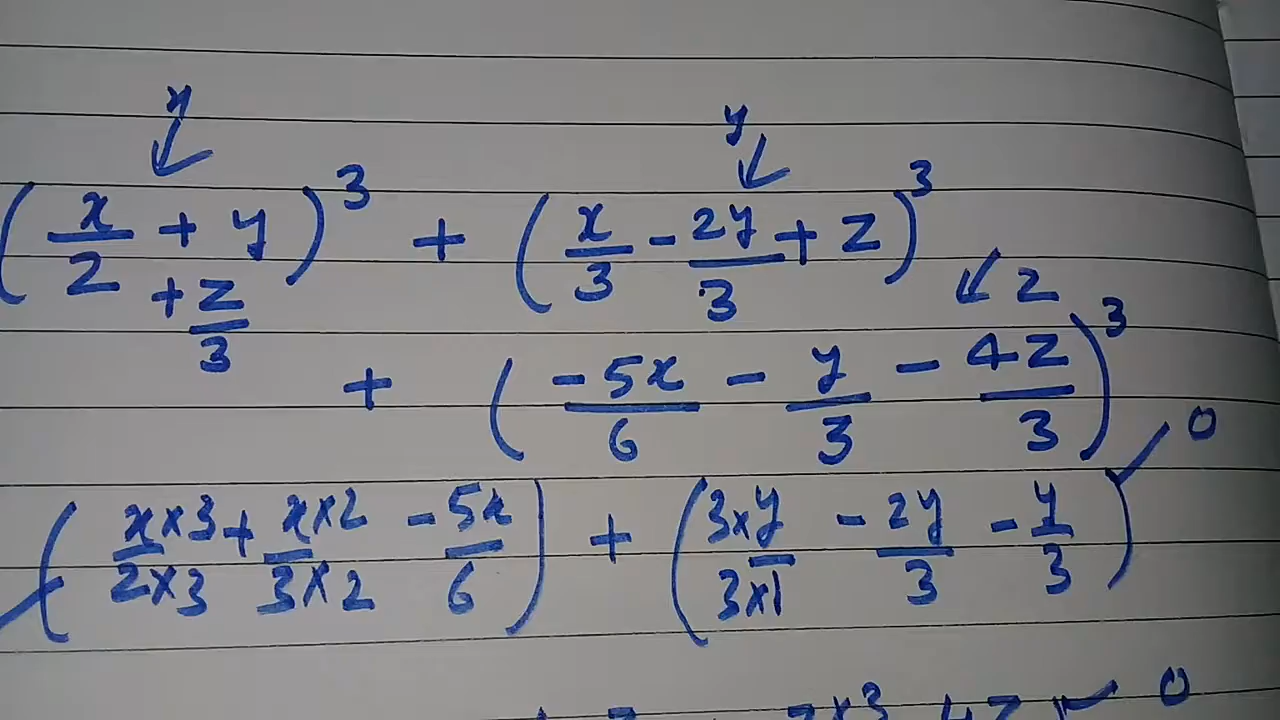 x y
(x/2 + y + z/3)³ + (x/3 - 2y/3 + z)³
z
+ (-5x/6 - y/3 - 4z/3)³
0
(x×3/2×3 + x×2/3×2 - 5x/6) + (3×y/3×1 - 2y/3 - y/3)
0